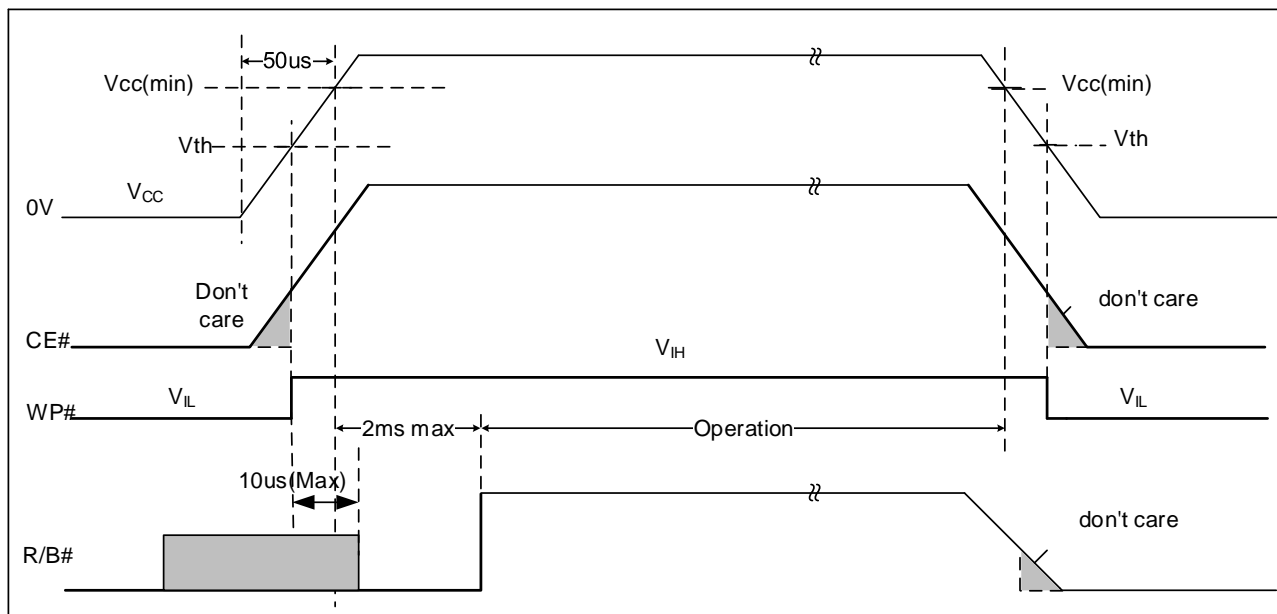 50us
Vcc(min)
Vcc(min)
Vth
Vth
VCC
0V
Don't
care
don't care
CE#
VIH
VIL
VIL
WP#
2ms max
Operation
10us(Max)
don't care
R/B#